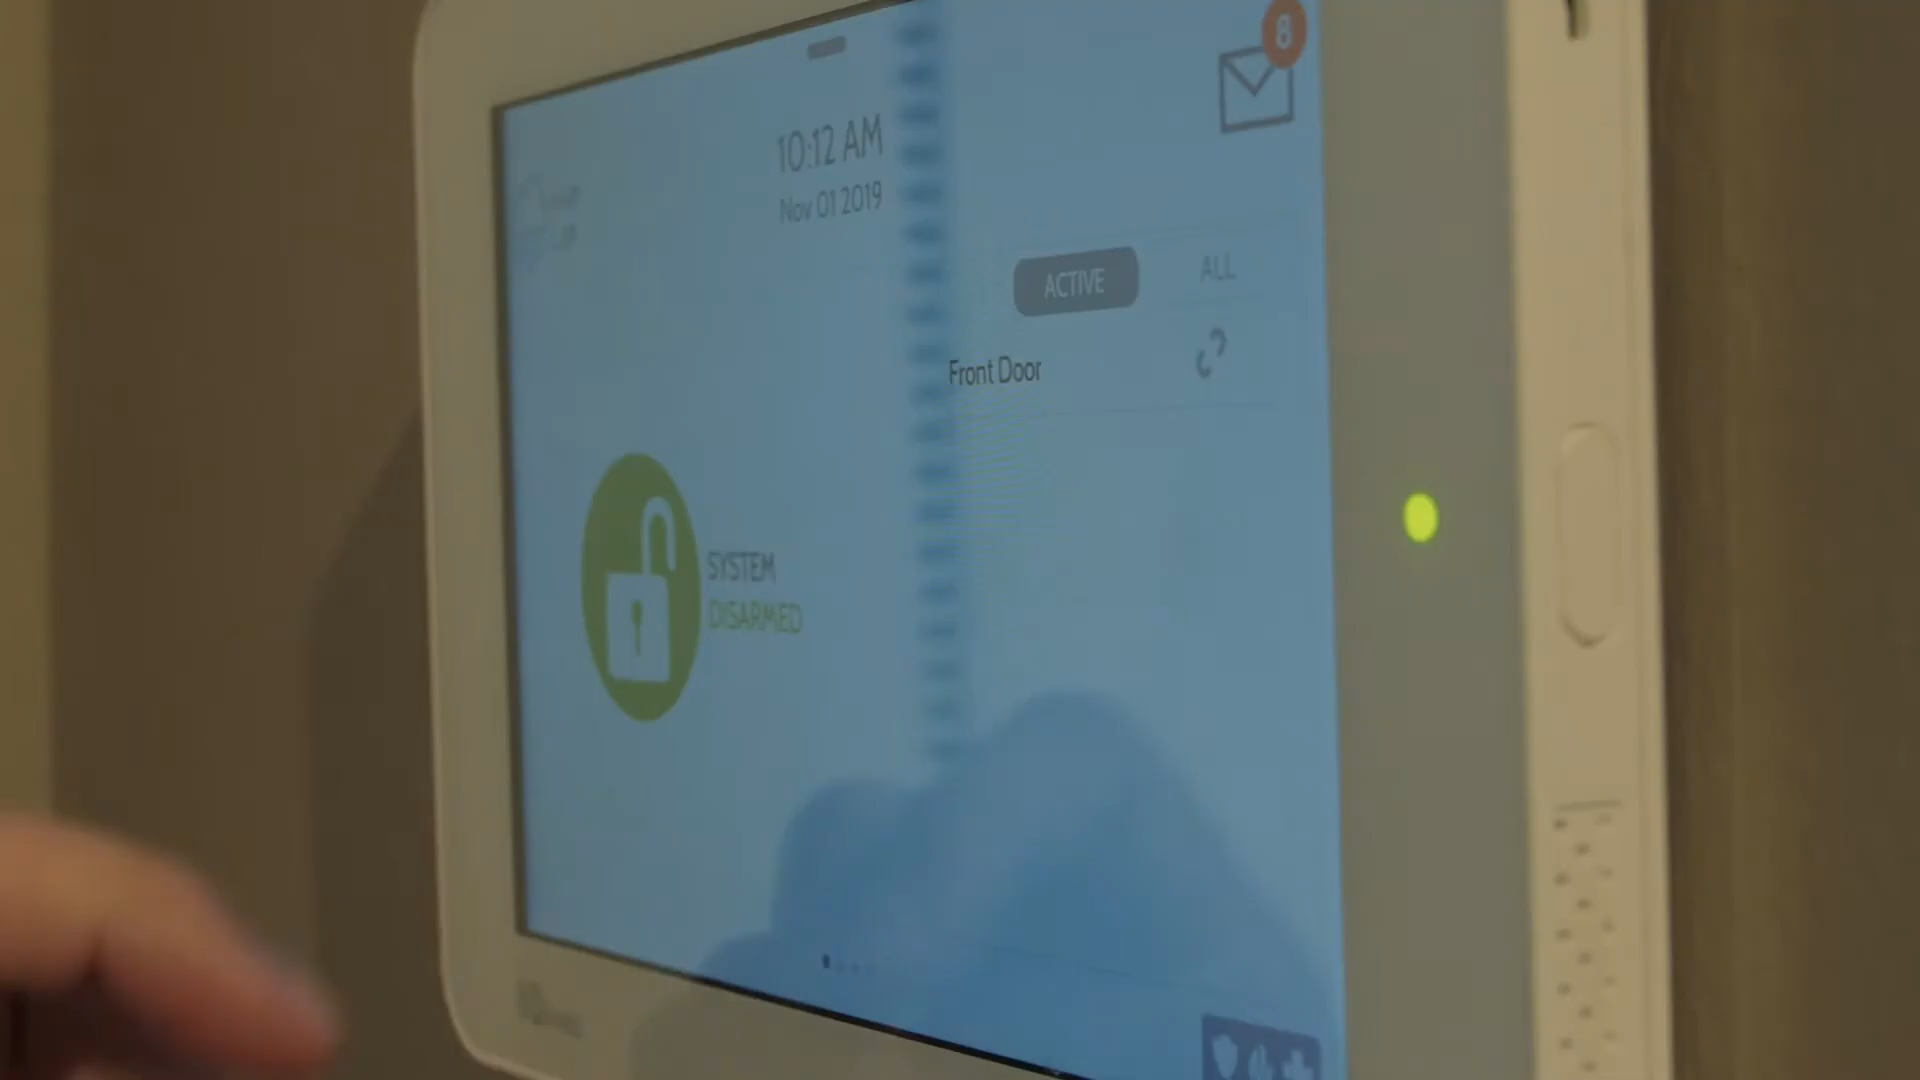 8
10:12 AM
Nov 01 2019
ACTIVE
ALL
Front Door
SYSTEM
DISARMED